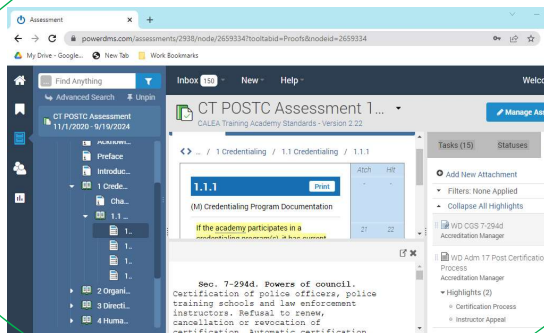 Assessment
powerdms.com/assessments/2938/node/2659334?tooltabid=Proofs&nodeid=2659334
My Drive - Google... New Tab Work Bookmarks
Find Anything
Inbox 150 New Help
Welco
Advanced Search Unpin
CT POSTC Assessment
11/1/2020 - 9/19/2024
CT POSTC Assessment 1...
CALEA Training Academy Standards - Version 2.22
Manage Ass
Acknowl...
Preface
Introduc...
1 Crede...
Cha...
1.1 ...
1..
1..
1..
1..
2 Organi...
3 Directi...
4 Huma...
... / 1 Credentialing / 1.1 Credentialing / 1.1.1
Atch Hlt
1.1.1 Print
(M) Credentialing Program Documentation
If the academy participates in a
credentialing program(s), it has current
21 22
Sec. 7-294d. Powers of council.
Certification of police officers, police
training schools and law enforcement
instructors. Refusal to renew,
cancellation or revocation of
certification. Automatic certification
Tasks (15) Statuses
Add New Attachment
Filters: None Applied
Collapse All Highlights
WD CGS 7-294d
Accreditation Manager
WD Adm 17 Post Certificatio
Process
Accreditation Manager
Highlights (2)
Certification Process
Instructor Appeal